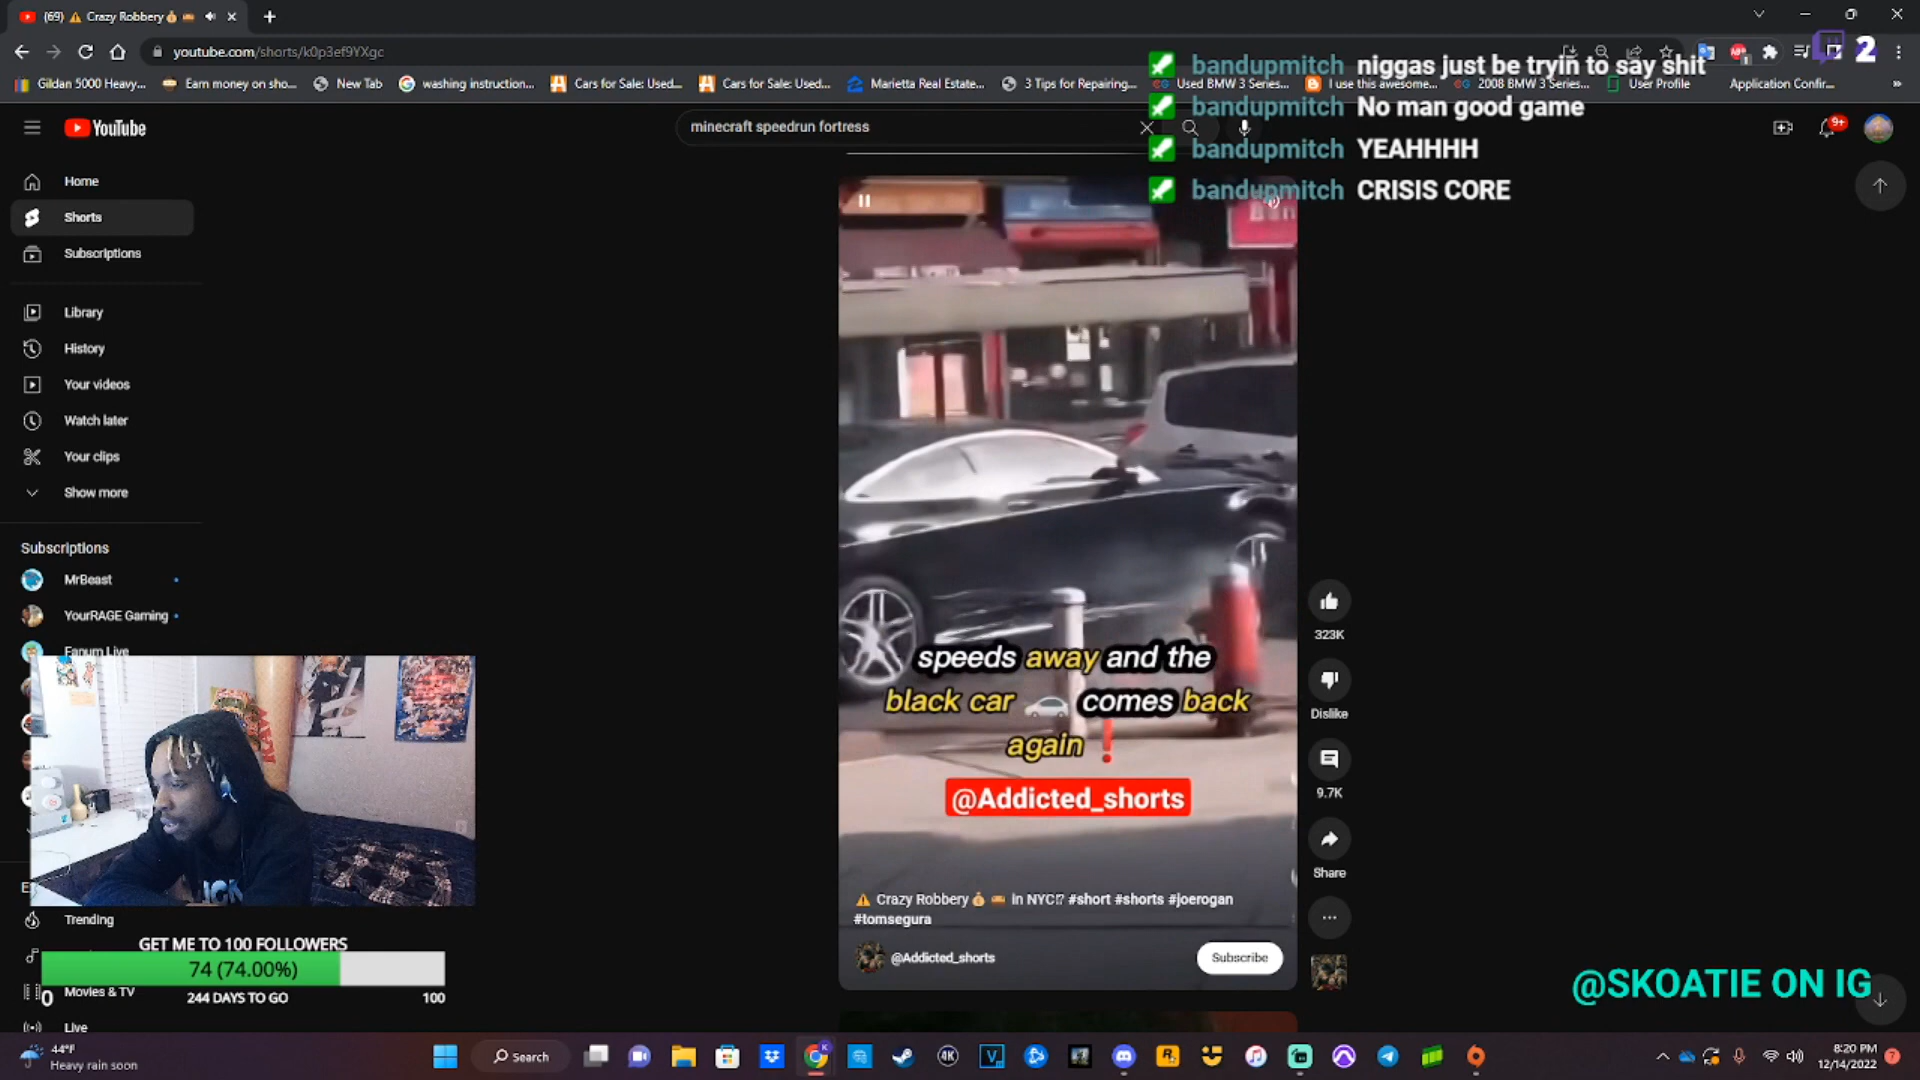 (69) ⚠ Crazy Robbery💰
youtube.com/shorts/k0p3ef9YXgc
2
Gildan 5000 Heavy...
Earn money on sho...
New Tab
washing instruction...
Cars for Sale: Used...
Cars for Sale: Used...
Marietta Real Estate...
3 Tips for Repairing...
Used BMW 3 Series...
I use this awesome...
2008 BMW 3 Series...
User Profile
Application Confir...
bandupmitch niggas just be tryin to say shit
bandupmitch No man good game
bandupmitch YEAHHHH
bandupmitch CRISIS CORE
YouTube
minecraft speedrun fortress
9+
Home
Shorts
Subscriptions
Library
History
Your videos
Watch later
Your clips
Show more
Subscriptions
MrBeast
YourRAGE Gaming
Fanum Live
Trending
Movies & TV
Live
speeds away and the
black car 🚗 comes back
again❗
@Addicted_shorts
⚠ Crazy Robbery💰 in NYC⁉ #short #shorts #joerogan
#tomsegura
@Addicted_shorts
Subscribe
323K
Dislike
9.7K
Share
GET ME TO 100 FOLLOWERS
74 (74.00%)
0
244 DAYS TO GO
100
@SKOATIE ON IG
44°F
Heavy rain soon
Search
8:20 PM
12/14/2022
7